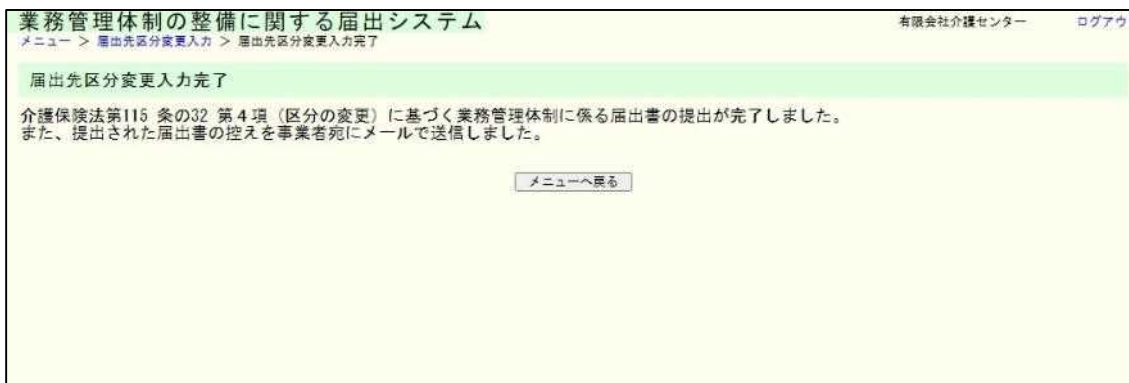 業務管理体制の整備に関する届出システム
有限会社介護センター ログアウ
メニュー > 届出先区分変更入力 > 届出先区分変更入力完了
届出先区分変更入力完了
介護保険法第115 条の32 第４項（区分の変更）に基づく業務管理体制に係る届出書の提出が完了しました。
また、提出された届出書の控えを事業者宛にメールで送信しました。
メニューへ戻る